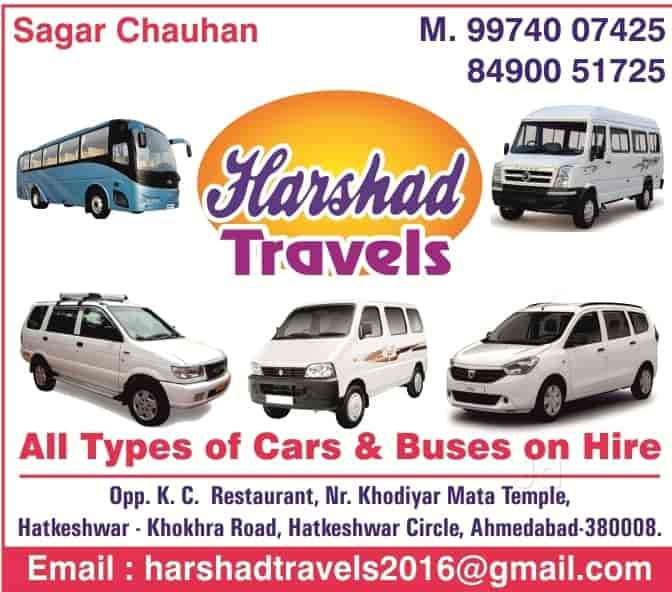 Sagar Chauhan
M. 99740 07425
84900 51725
Harshad
Travels
All Types of Cars & Buses on Hire
Opp. K. C. Restaurant, Nr. Khodiyar Mata Temple,
Hatkeshwar - Khokhra Road, Hatkeshwar Circle, Ahmedabad-380008.
Email : harshadtravels2016@gmail.com